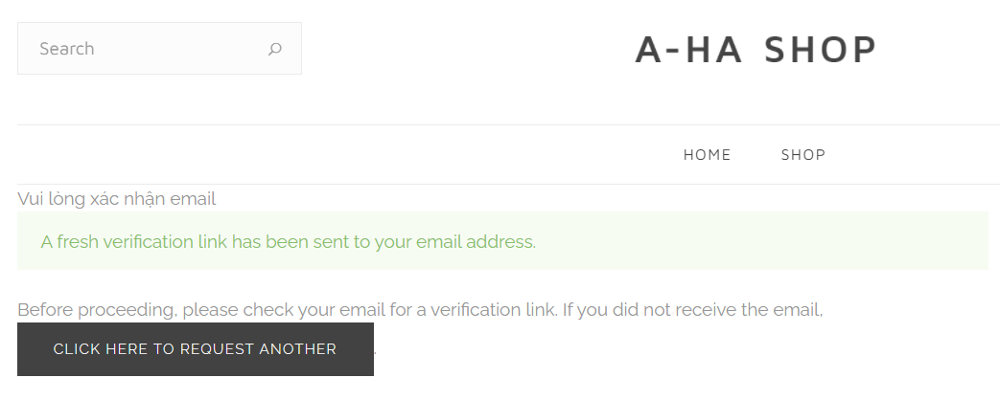 Search
A-HA SHOP
HOME SHOP
Vui lòng xác nhận email
A fresh verification link has been sent to your email address.
Before proceeding, please check your email for a verification link. If you did not receive the email,
CLICK HERE TO REQUEST ANOTHER.